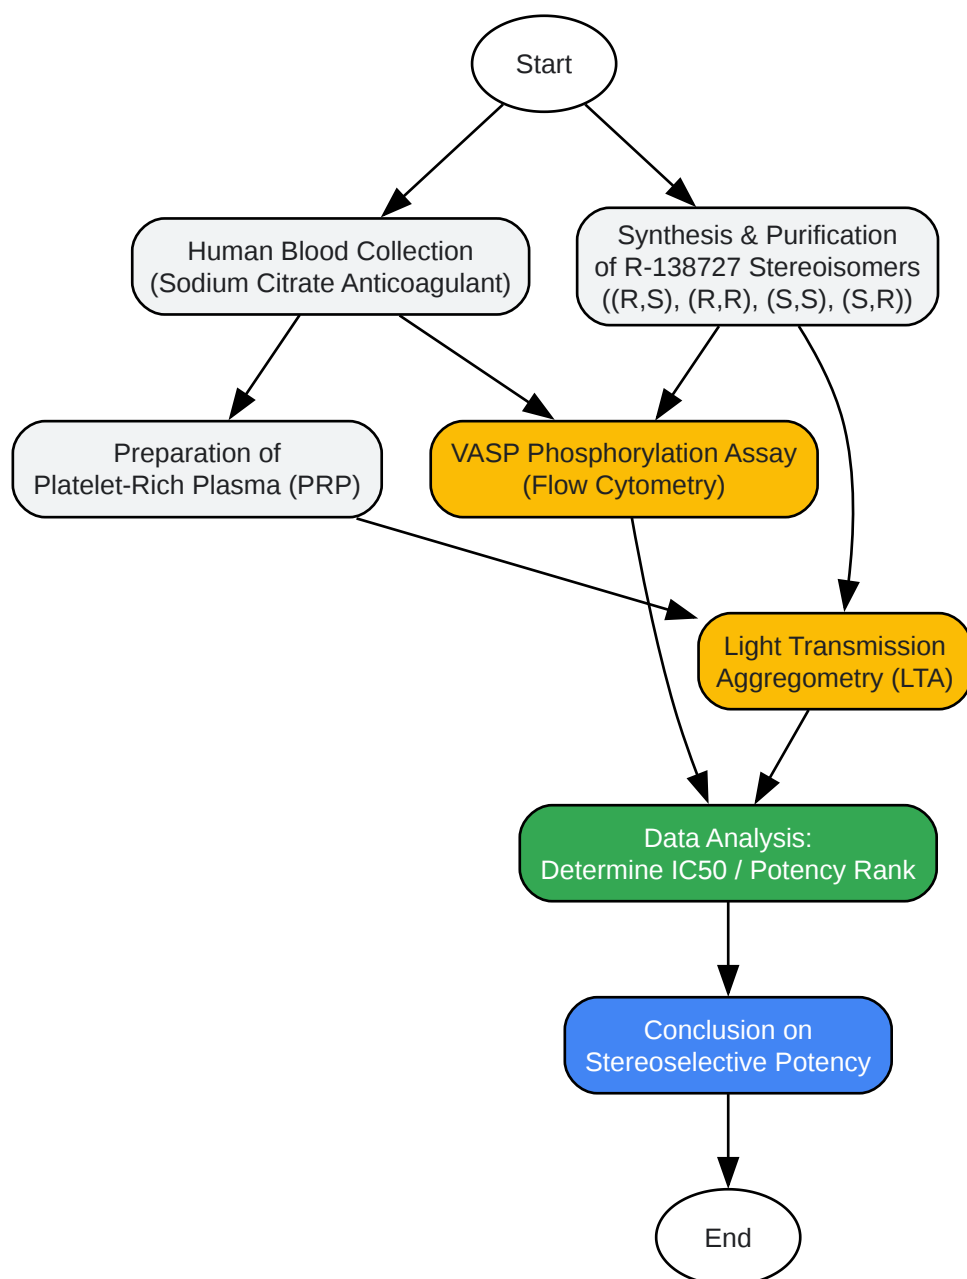 Start
Human Blood Collection
(Sodium Citrate Anticoagulant)
Synthesis & Purification
of R-138727 Stereoisomers
((R,S), (R,R), (S,S), (S,R))
Preparation of
Platelet-Rich Plasma (PRP)
VASP Phosphorylation Assay
(Flow Cytometry)
Light Transmission
Aggregometry (LTA)
Data Analysis:
Determine IC50 / Potency Rank
Conclusion on
Stereoselective Potency
End